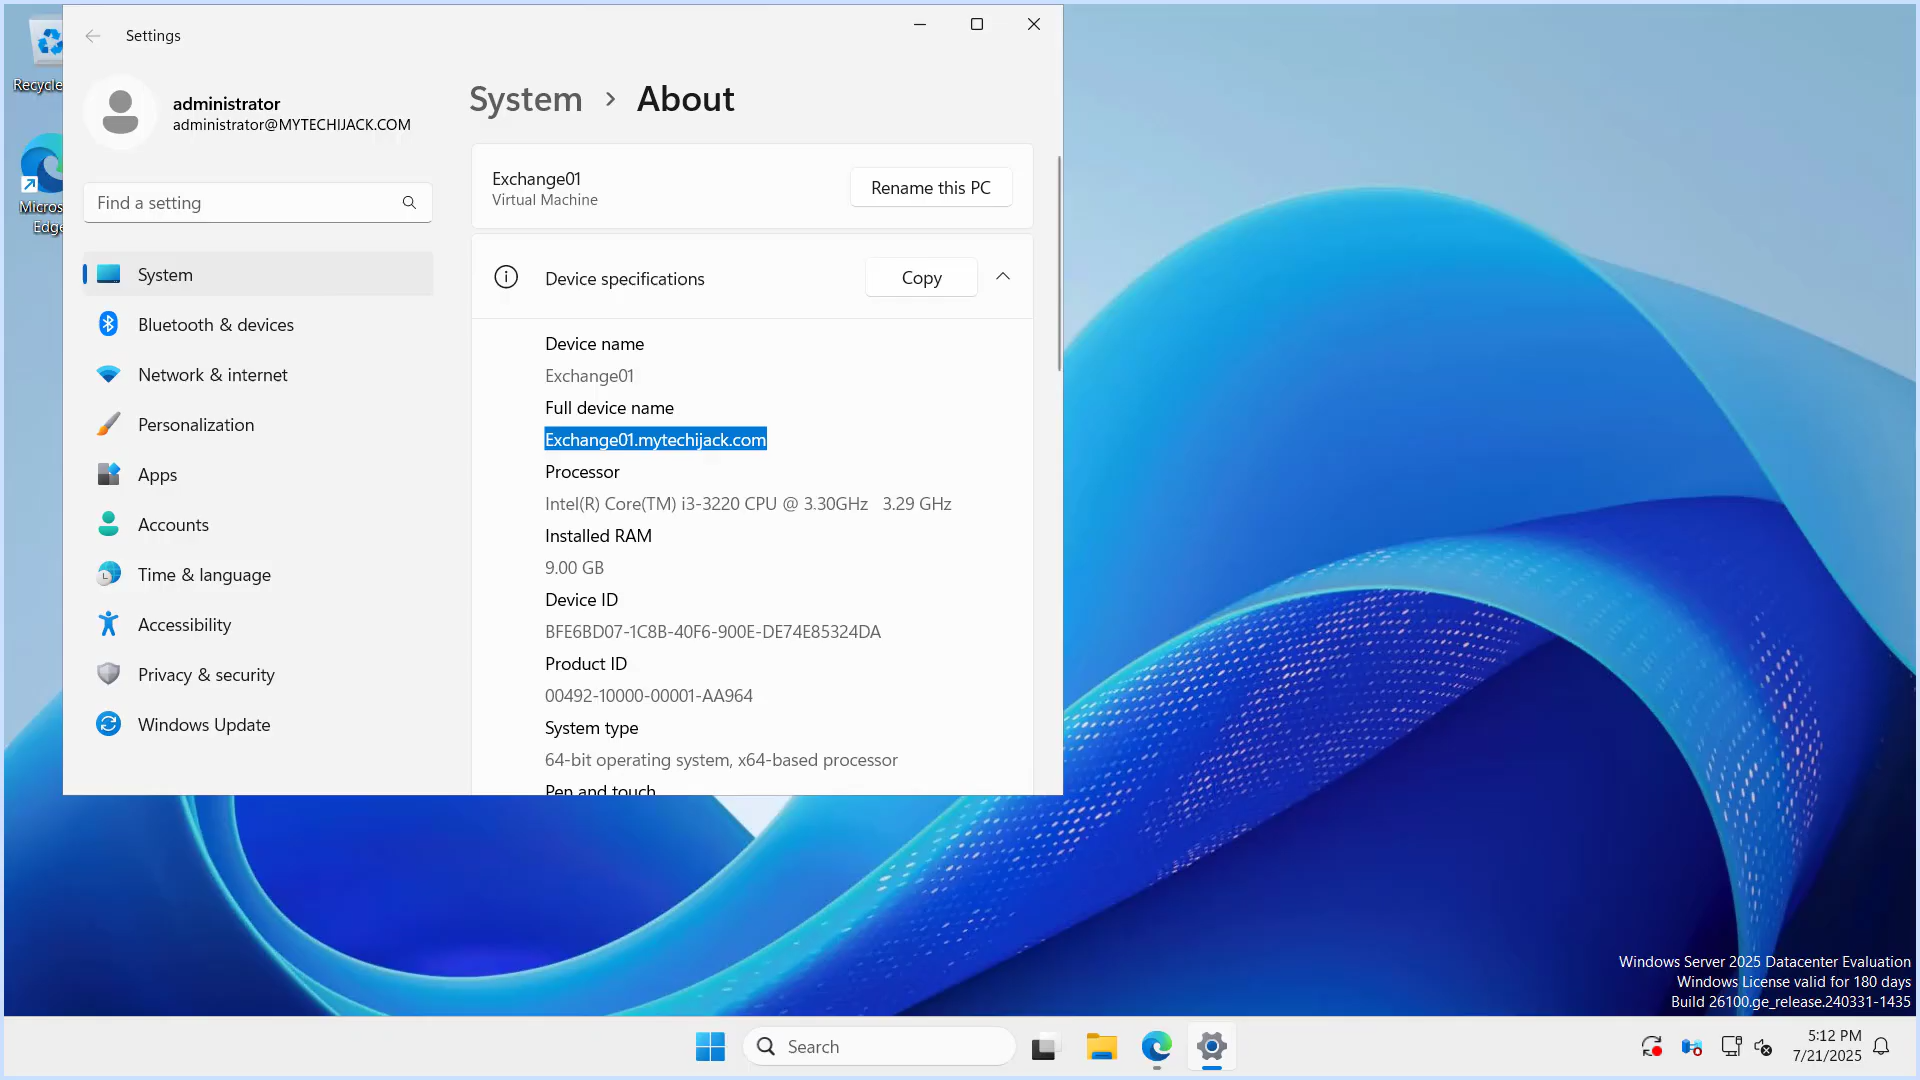 Recycle
Micros
Edge
Settings
administrator
administrator@MYTECHIJACK.COM
Find a setting
System
Bluetooth & devices
Network & internet
Personalization
Apps
Accounts
Time & language
Accessibility
Privacy & security
Windows Update
System > About
Exchange01
Virtual Machine
Rename this PC
Device specifications
Copy
Device name
Exchange01
Full device name
Exchange01.mytechijack.com
Processor
Intel(R) Core(TM) i3-3220 CPU @ 3.30GHz 3.29 GHz
Installed RAM
9.00 GB
Device ID
BFE6BD07-1C8B-40F6-900E-DE74E85324DA
Product ID
00492-10000-00001-AA964
System type
64-bit operating system, x64-based processor
Pen and touch
Windows Server 2025 Datacenter Evaluation
Windows License valid for 180 days
Build 26100.ge_release.240331-1435
Search
5:12 PM
7/21/2025